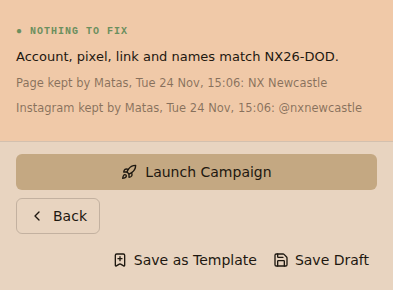 • NOTHING TO FIX
Account, pixel, link and names match NX26-DOD.
Page kept by Matas, Tue 24 Nov, 15:06: NX Newcastle
Instagram kept by Matas, Tue 24 Nov, 15:06: @nxnewcastle
Launch Campaign
Back
Save as Template Save Draft